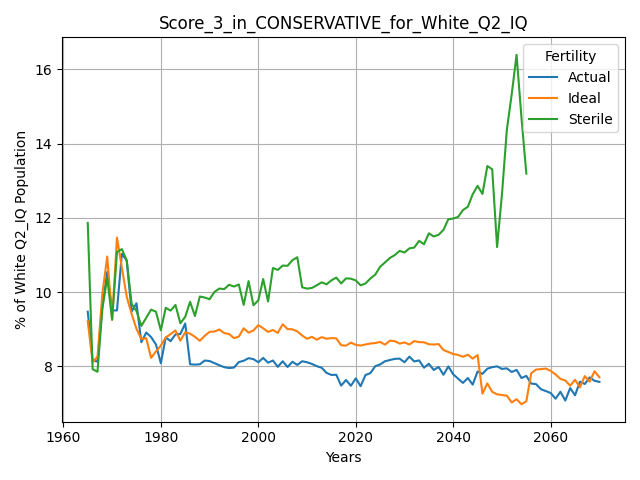 Score_3_in_CONSERVATIVE_for_White_Q2_IQ
Fertility
Actual
Ideal
Sterile
% of White Q2_IQ Population
16
14
12
10
8
1960
1980
2000
2020
2040
2060
Years